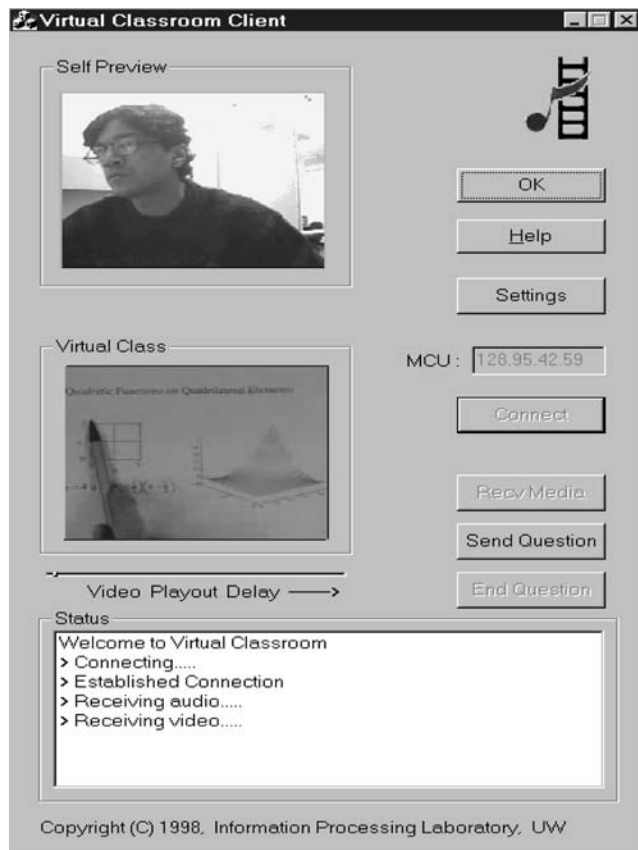 Virtual Classroom Client
Self Preview
OK
Help
Settings
Virtual Class
MCU : 128.95.42.59
Quadratic Functions on Quadrilateral Elements
Connect
Recv Media
Send Question
Video Playout Delay
End Question
Status
Welcome to Virtual Classroom
> Connecting.....
> Established Connection
> Receiving audio.....
> Receiving video.....
Copyright (C) 1998, Information Processing Laboratory, UW